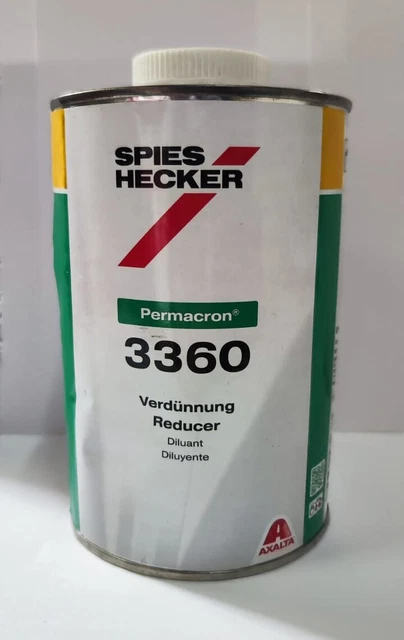 SPIES
HECKER
Permacron®
3360
Verdünnung
Reducer
Diluant
Diluyente
AXALTA